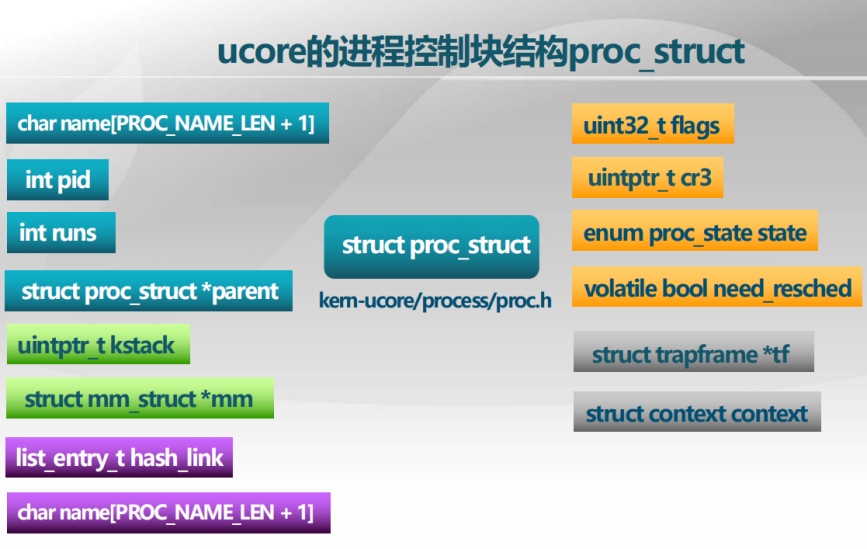 ucore的进程控制块结构proc_struct
char name[PROC_NAME_LEN + 1]
int pid
int runs
struct proc_struct *parent
uintptr_t kstack
struct mm_struct *mm
list_entry_t hash_link
char name[PROC_NAME_LEN + 1]
struct proc_struct
kern-ucore/process/proc.h
uint32_t flags
uintptr_t cr3
enum proc_state state
volatile bool need_resched
struct trapframe *tf
struct context context